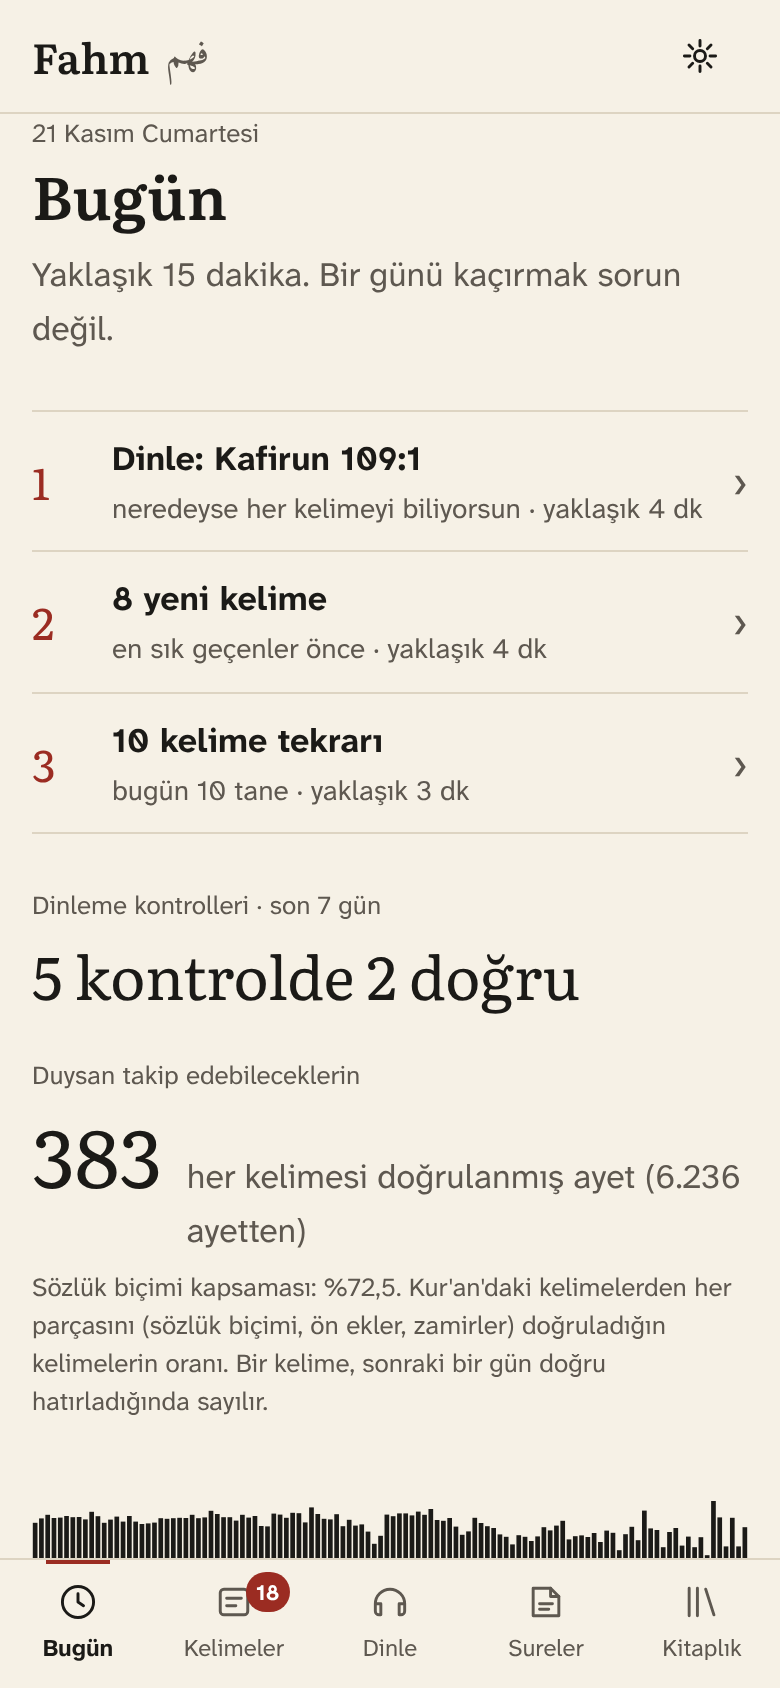 Fahm فهم
21 Kasım Cumartesi
Bugün
Yaklaşık 15 dakika. Bir günü kaçırmak sorun
değil.
1
Dinle: Kafirun 109:1
neredeyse her kelimeyi biliyorsun · yaklaşık 4 dk
2
8 yeni kelime
en sık geçenler önce · yaklaşık 4 dk
3
10 kelime tekrarı
bugün 10 tane · yaklaşık 3 dk
Dinleme kontrolleri · son 7 gün
5 kontrolde 2 doğru
Duysan takip edebileceklerin
383 her kelimesi doğrulanmış ayet (6.236
ayetten)
Sözlük biçimi kapsaması: %72,5. Kur'an'daki kelimelerden her
parçasını (sözlük biçimi, ön ekler, zamirler) doğruladığın
kelimelerin oranı. Bir kelime, sonraki bir gün doğru
hatırladığında sayılır.
18
Bugün Kelimeler Dinle Sureler Kitaplık